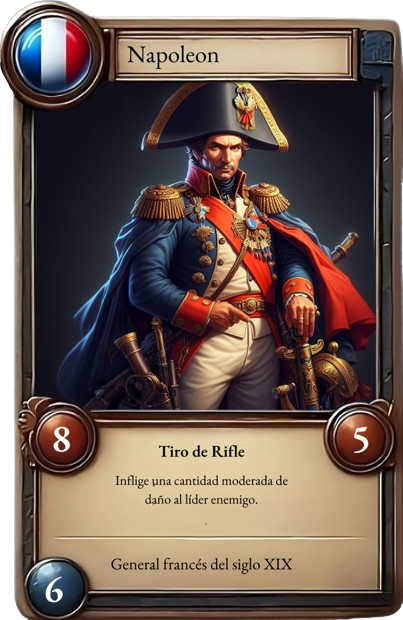 Napoleon
8
5
Tiro de Rifle
Inflige una cantidad moderada de
daño al líder enemigo.
General francés del siglo XIX
6